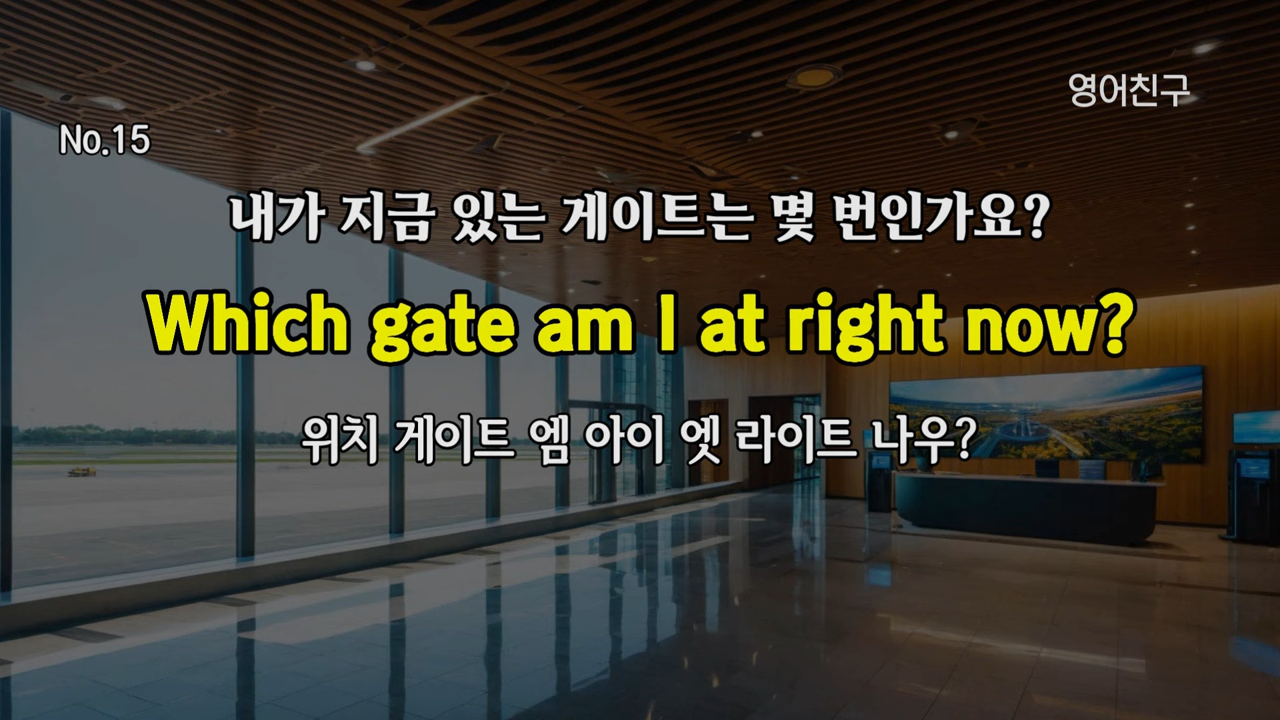 영어친구
No.15
내가 지금 있는 게이트는 몇 번인가요?
Which gate am I at right now?
위치 게이트 엠 아이 엣 라이트 나우?